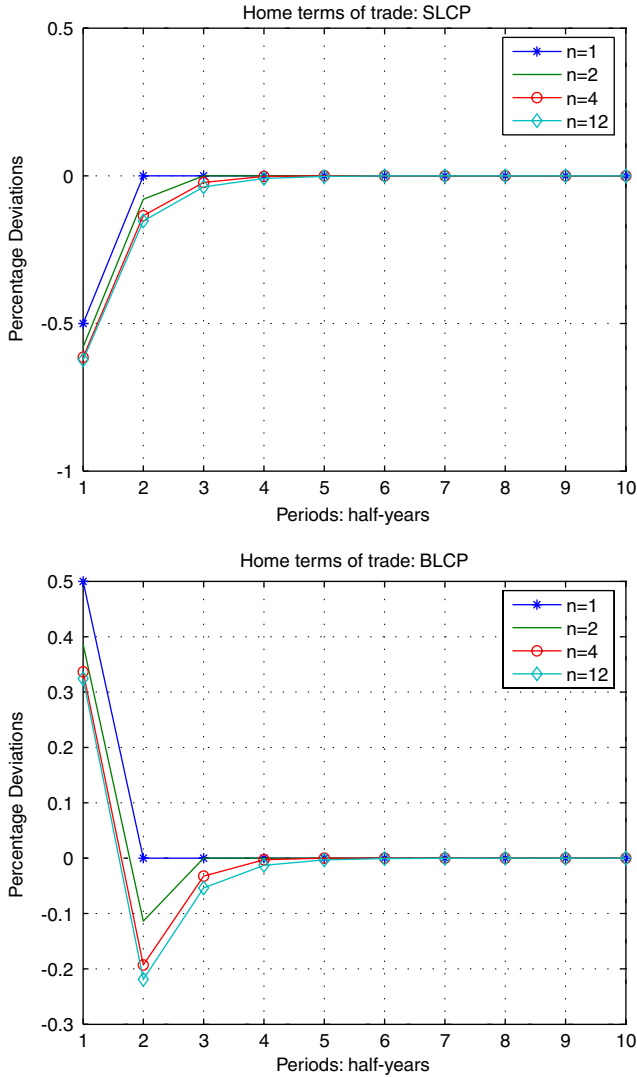 Home terms of trade: SLCP
0.5
0
-0.5
-1
Percentage Deviations
n=1
n=2
n=4
n=12
1 2 3 4 5 6 7 8 9 10
Periods: half-years
Home terms of trade: BLCP
0.5
0.4
0.3
0.2
0.1
0
-0.1
-0.2
-0.3
Percentage Deviations
n=1
n=2
n=4
n=12
1 2 3 4 5 6 7 8 9 10
Periods: half-years